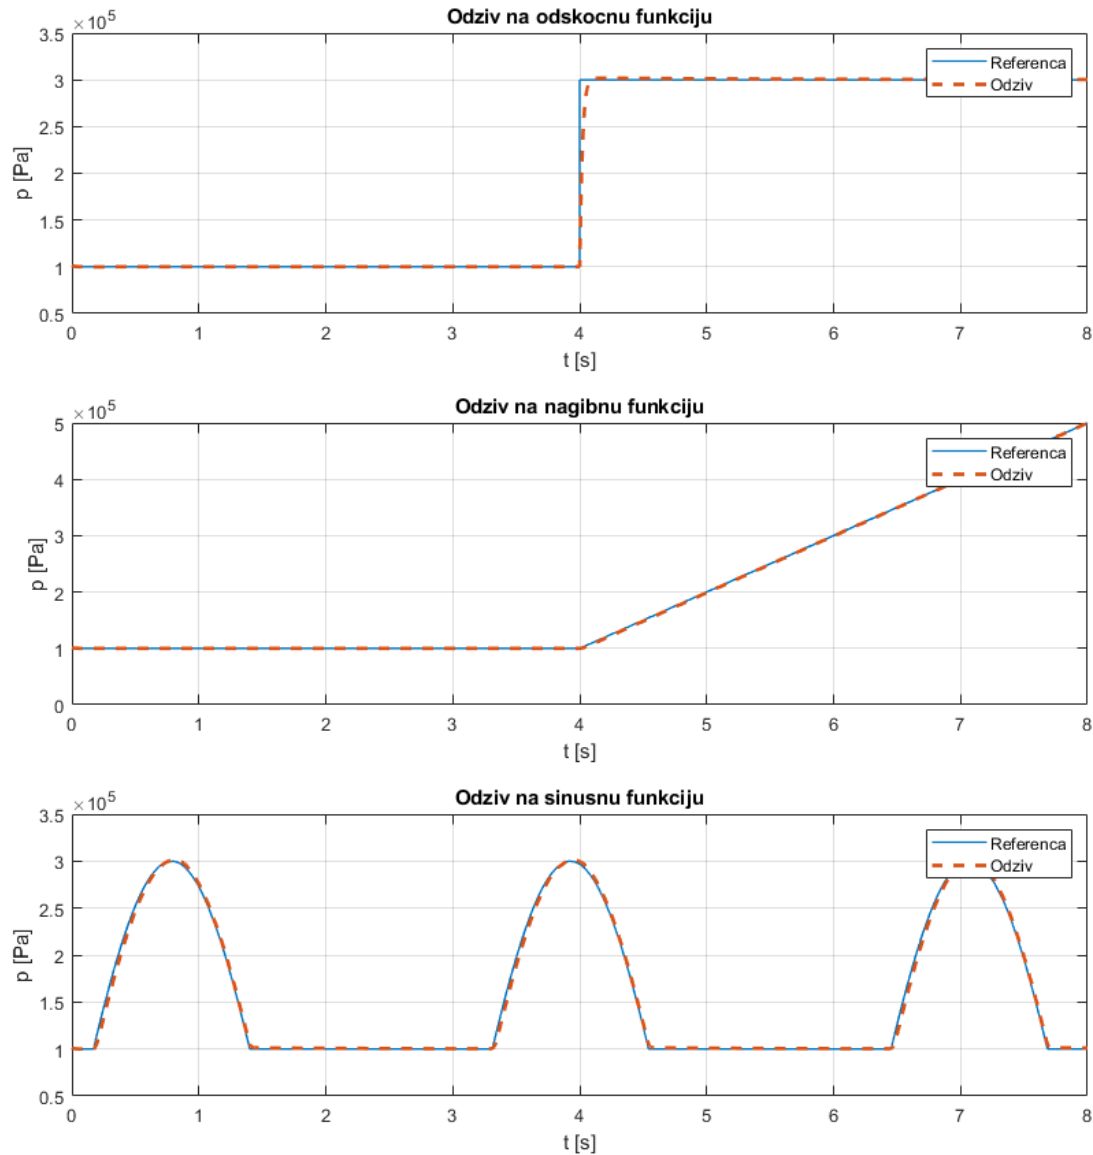 Odziv na odskocnu funkciju
×10^5
3.5
3
2.5
2
1.5
1
0.5
p [Pa]
Referenca
Odziv
0 1 2 3 4 5 6 7 8
t [s]
Odziv na nagibnu funkciju
×10^5
5
4
3
2
1
0
p [Pa]
Referenca
Odziv
0 1 2 3 4 5 6 7 8
t [s]
Odziv na sinusnu funkciju
×10^5
3.5
3
2.5
2
1.5
1
0.5
p [Pa]
Referenca
Odziv
0 1 2 3 4 5 6 7 8
t [s]